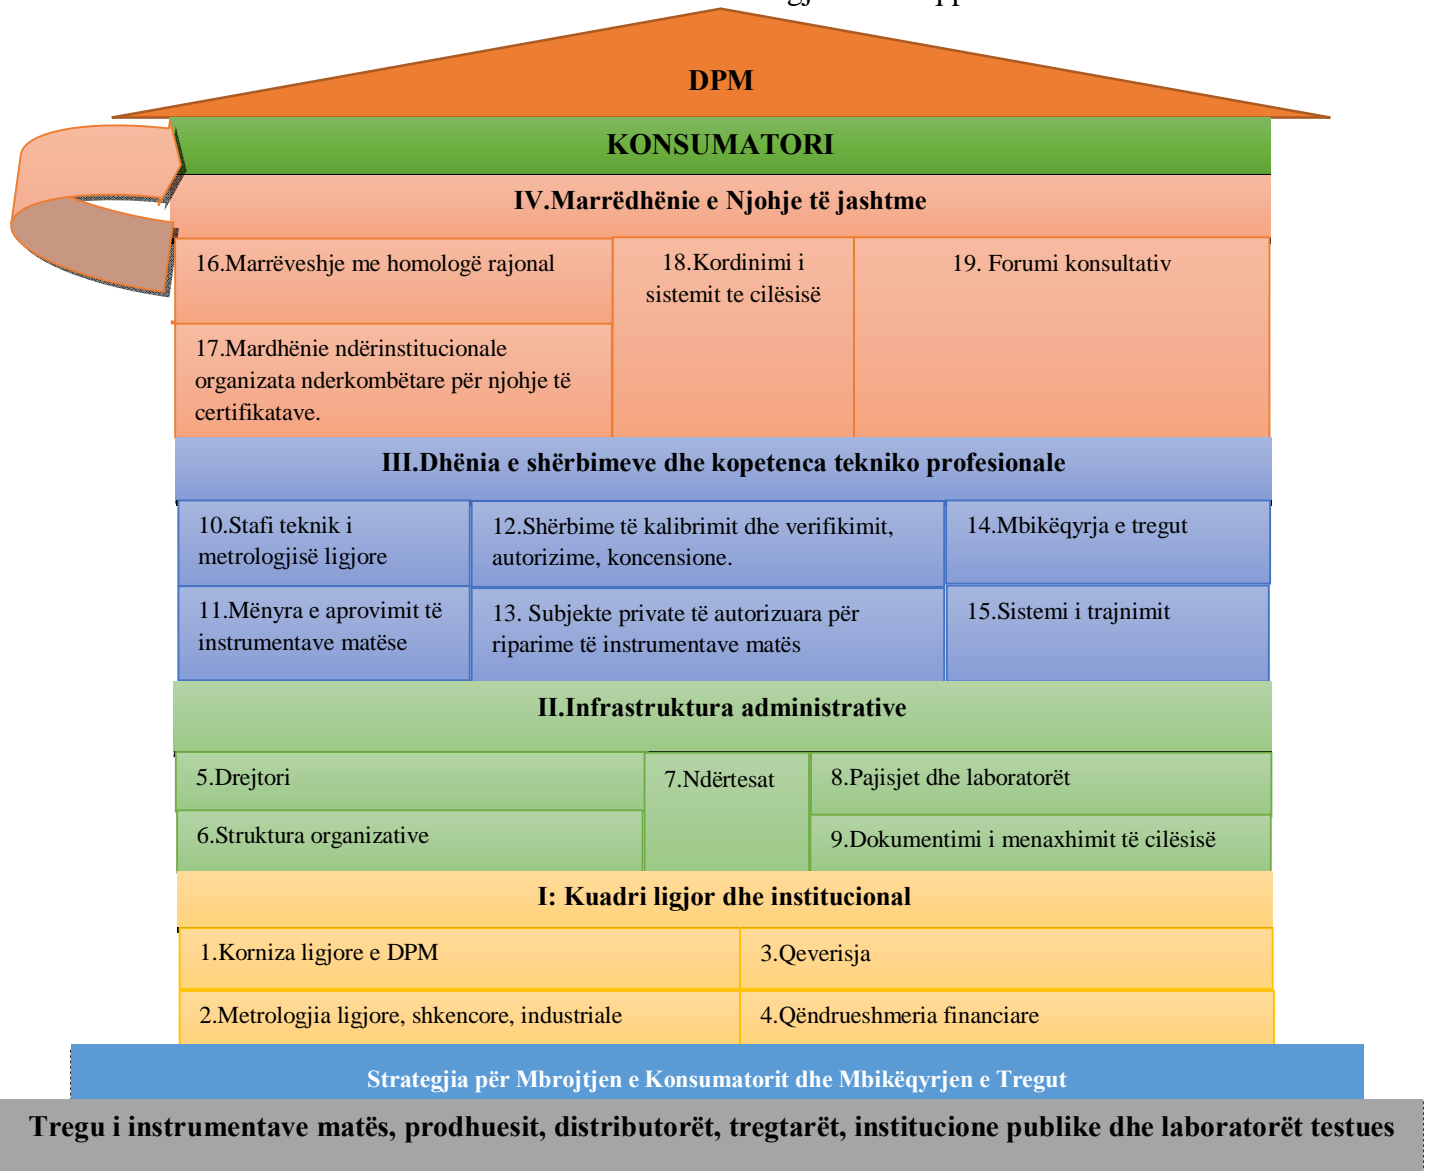 DPM
KONSUMATORI
IV.Marrëdhënie e Njohje të jashtme
16.Marrëveshje me homologë rajonal
17.Mardhënie ndërinstitucionale
organizata nderkombëtare për njohje të
certifikatave.
18.Kordinimi i
sistemit te cilësisë
19. Forumi konsultativ
III.Dhënia e shërbimeve dhe kopetenca tekniko profesionale
10.Stafi teknik i
metrologjisë ligjore
11.Mënyra e aprovimit të
instrumentave matëse
12.Shërbime të kalibrimit dhe verifikimit,
autorizime, koncensione.
13. Subjekte private të autorizuara për
riparime të instrumentave matës
14.Mbikëqyrja e tregut
15.Sistemi i trajnimit
II.Infrastruktura administrative
5.Drejtori
6.Struktura organizative
7.Ndërtesat
8.Pajisjet dhe laboratorët
9.Dokumentimi i menaxhimit të cilësisë
I: Kuadri ligjor dhe institucional
1.Korniza ligjore e DPM
2.Metrologjia ligjore, shkencore, industriale
3.Qeverisja
4.Qëndrueshmeria financiare
Strategjia për Mbrojtjen e Konsumatorit dhe Mbikëqyrjen e Tregut
Tregu i instrumentave matës, prodhuesit, distributorët, tregtarët, institucione publike dhe laboratorët testues